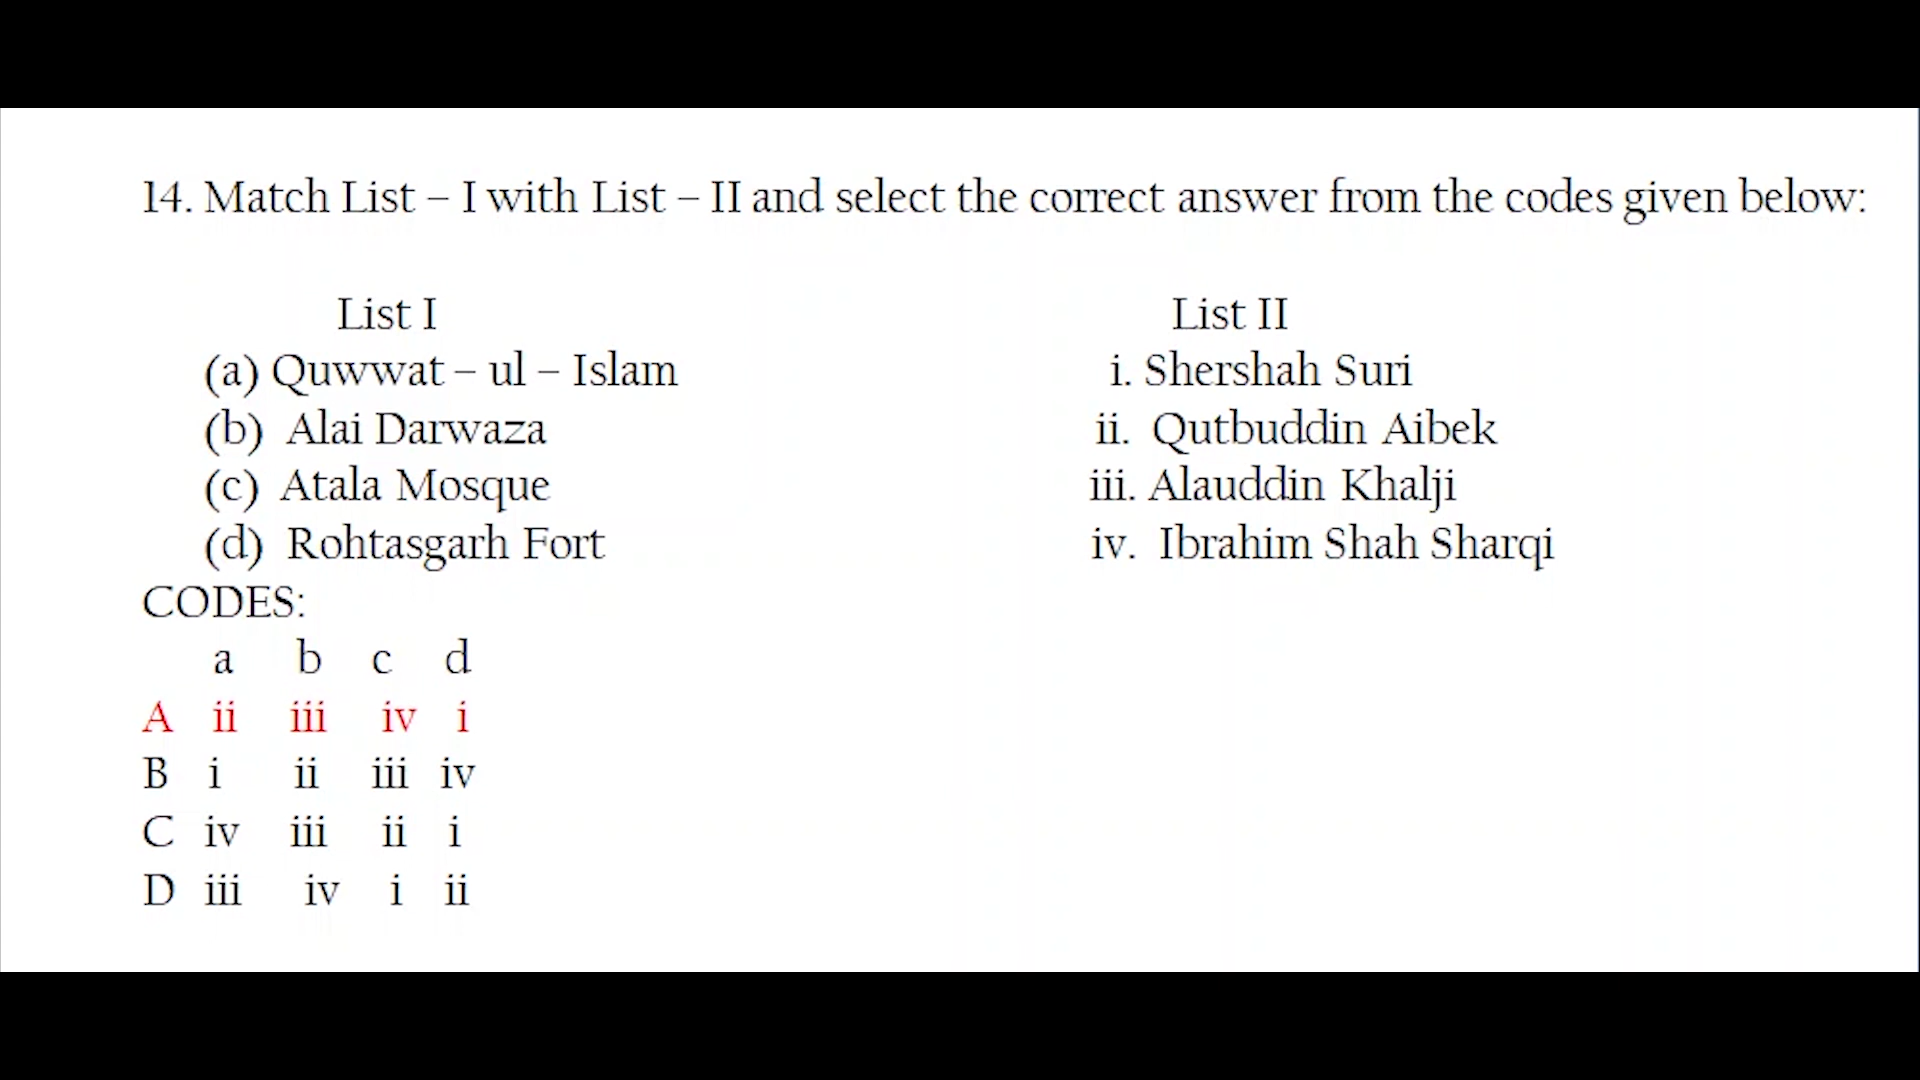 14. Match List – I with List – II and select the correct answer from the codes given below:
List I List II
(a) Quwwat – ul – Islam i. Shershah Suri
(b) Alai Darwaza ii. Qutbuddin Aibek
(c) Atala Mosque iii. Alauddin Khalji
(d) Rohtasgarh Fort iv. Ibrahim Shah Sharqi
CODES:
a b c d
A ii iii iv i
B i ii iii iv
C iv iii ii i
D iii iv i ii